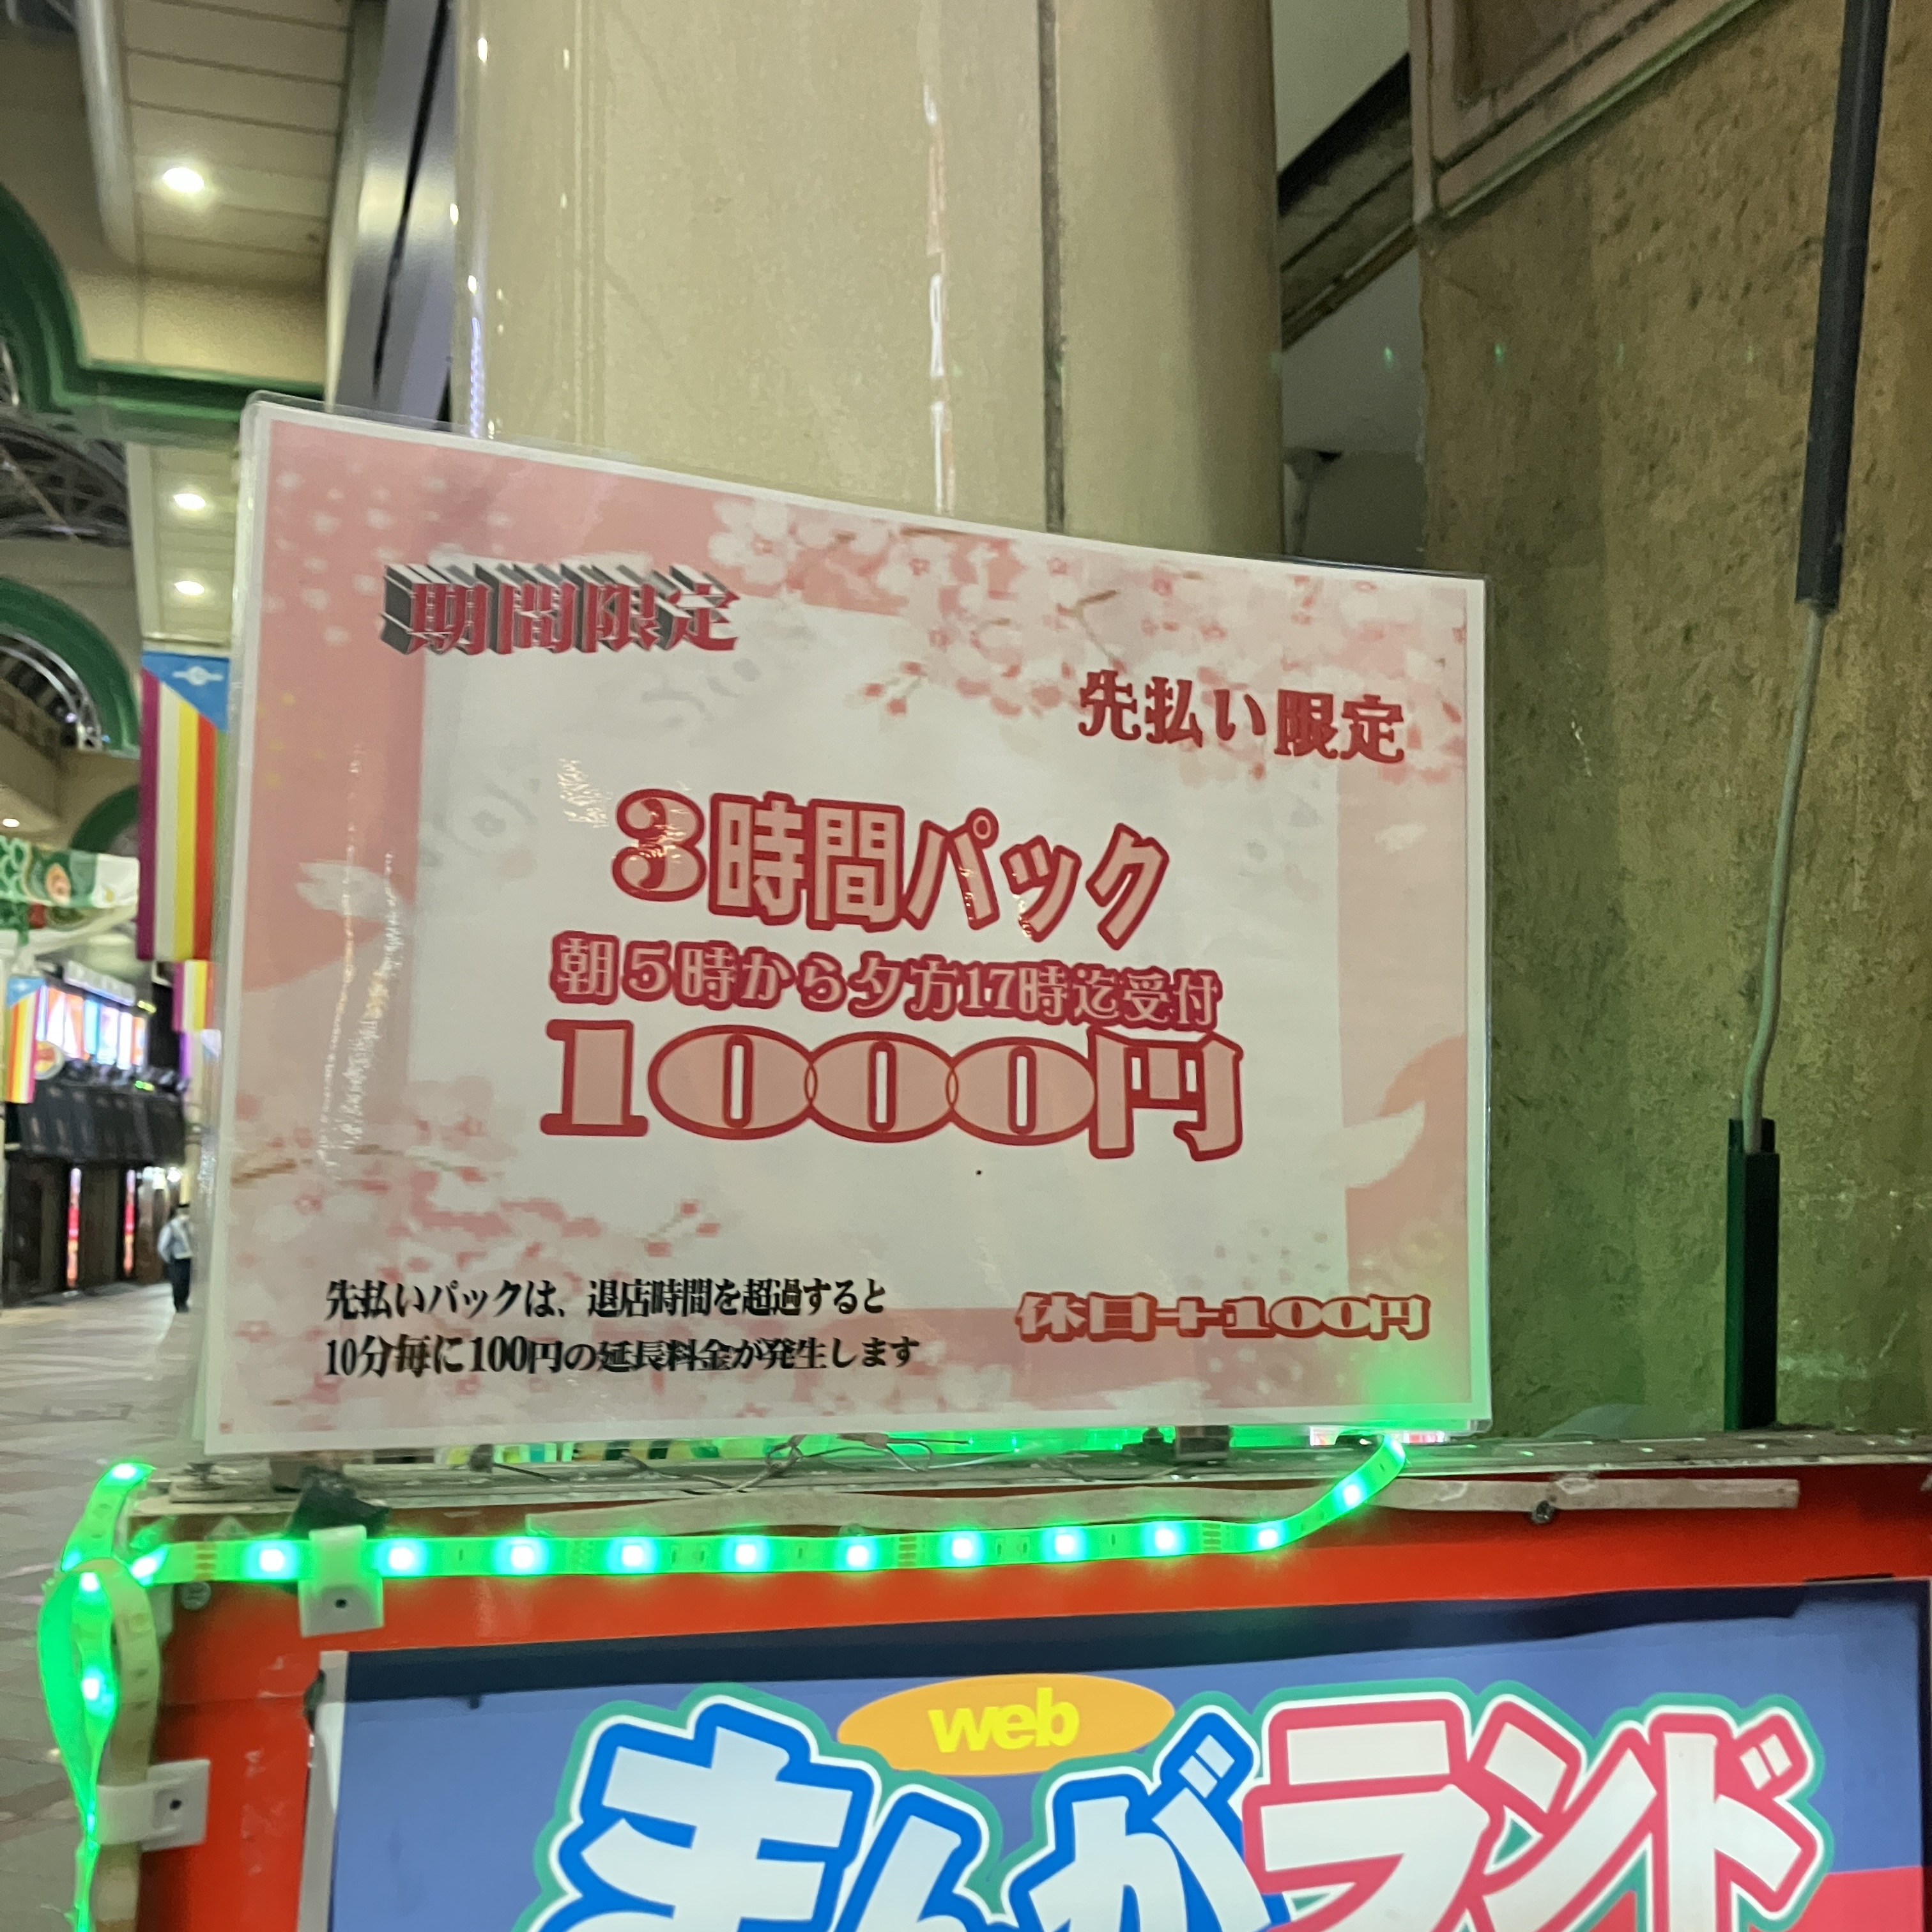 期間限定
先払い限定
3時間パック
朝5時から夕方17時迄受付
1000円
先払いパックは、退店時間を超過すると
10分毎に100円の延長料金が発生します
休日+100円
web
まんがランド